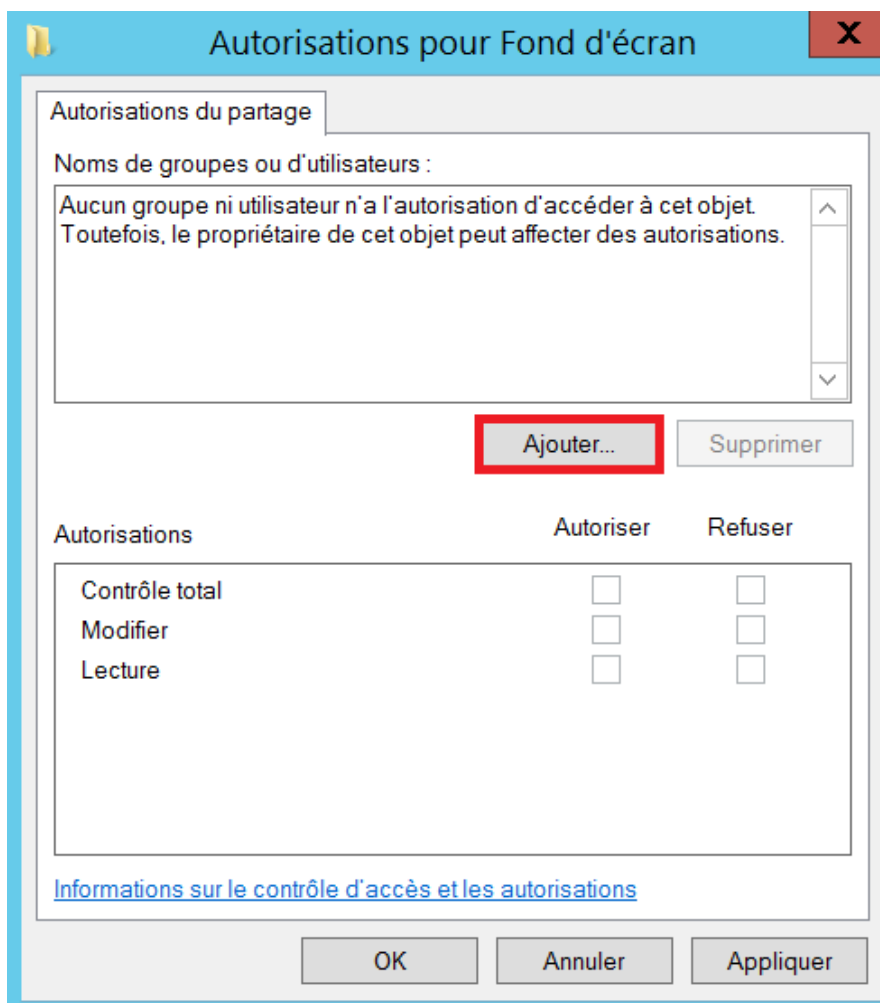 Autorisations pour Fond d'écran
X
Autorisations du partage
Noms de groupes ou d'utilisateurs :
Aucun groupe ni utilisateur n'a l'autorisation d'accéder à cet objet.
Toutefois, le propriétaire de cet objet peut affecter des autorisations.
Ajouter... Supprimer
Autorisations Autoriser Refuser
Contrôle total
Modifier
Lecture
Informations sur le contrôle d'accès et les autorisations
OK Annuler Appliquer